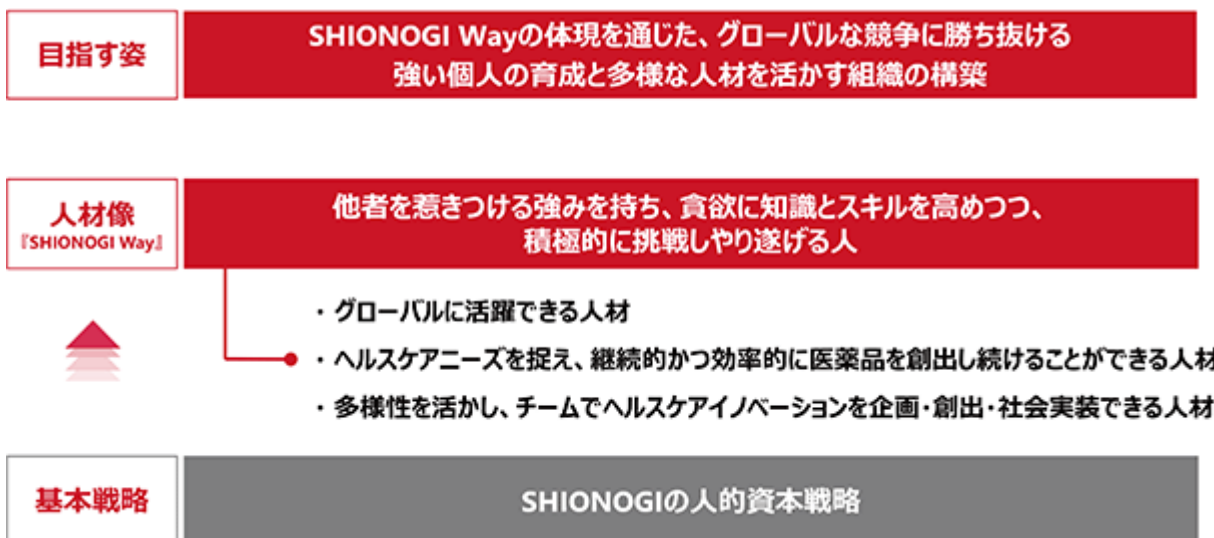 目指す姿
SHIONOGI Wayの体現を通じた、グローバルな競争に勝ち抜ける
強い個人の育成と多様な人材を活かす組織の構築
人材像
『SHIONOGI Way』
他者を惹きつける強みを持ち、貪欲に知識とスキルを高めつつ、
積極的に挑戦しやり遂げる人
・グローバルに活躍できる人材
・ヘルスケアニーズを捉え、継続的かつ効率的に医薬品を創出し続けることができる人材
・多様性を活かし、チームでヘルスケアイノベーションを企画・創出・社会実装できる人材
基本戦略
SHIONOGIの人的資本戦略